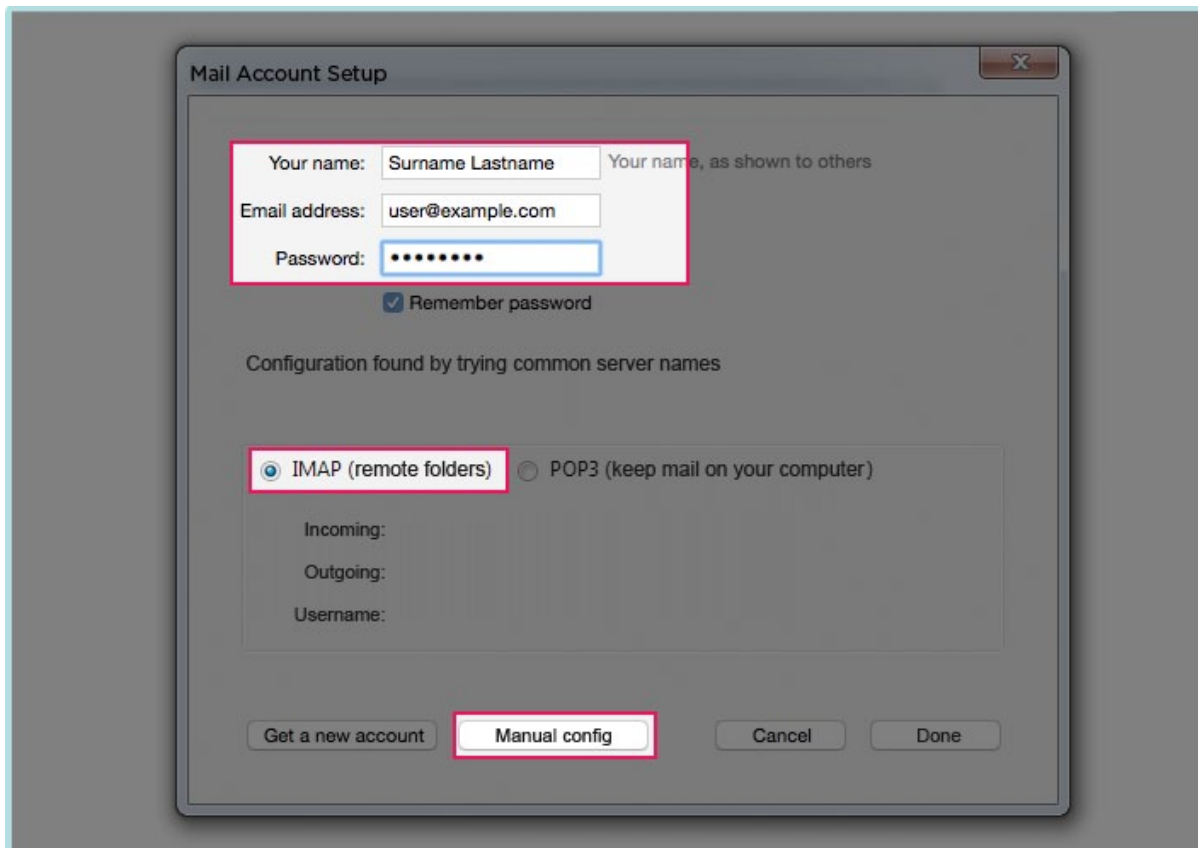 Mail Account Setup
Your name: Surname Lastname Your name, as shown to others
Email address: user@example.com
Password: ••••••••
Remember password
Configuration found by trying common server names
IMAP (remote folders) POP3 (keep mail on your computer)
Incoming:
Outgoing:
Username:
Get a new account Manual config Cancel Done